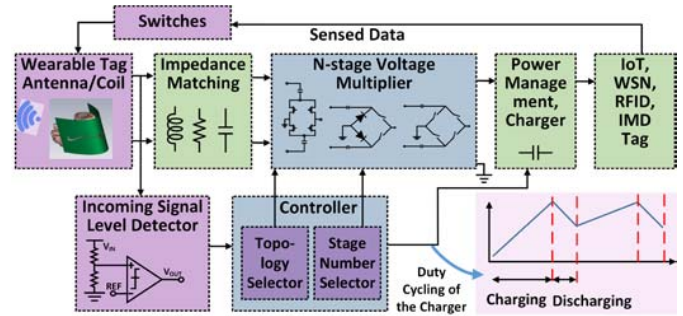 Switches
Sensed Data
Wearable Tag
Antenna/Coil
Impedance
Matching
N-stage Voltage
Multiplier
Power
Manage
ment,
Charger
IoT,
WSN,
RFID,
IMD
Tag
Incoming Signal
Level Detector
VIN
REF
VOUT
Controller
Topo-
logy
Selector
Stage
Number
Selector
Duty
Cycling of
the Charger
Charging Discharging